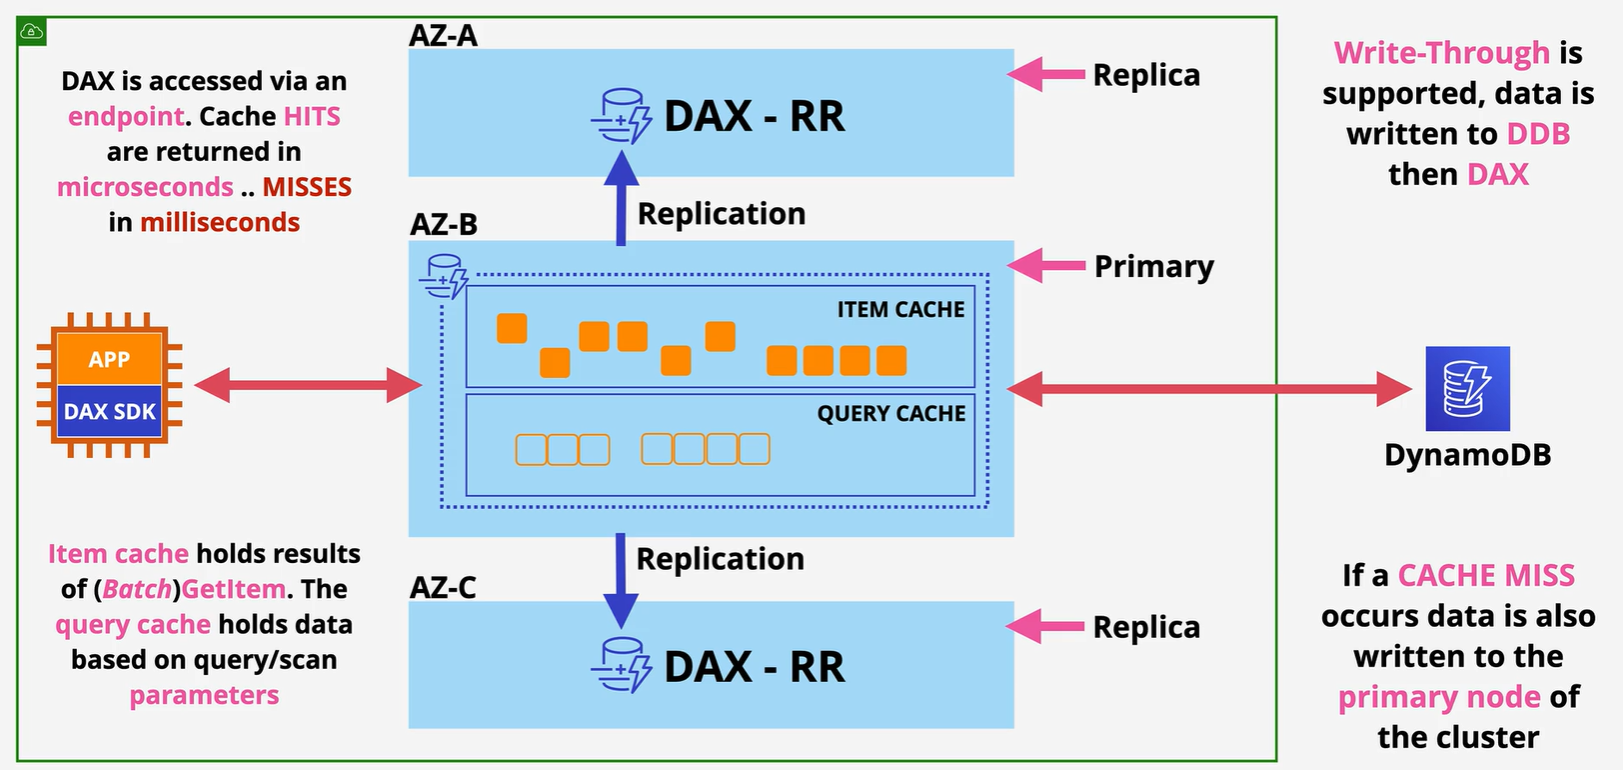 DAX is accessed via an
endpoint. Cache HITS
are returned in
microseconds .. MISSES
in milliseconds
APP
DAX SDK
Item cache holds results
of (Batch)GetItem. The
query cache holds data
based on query/scan
parameters
AZ-A
DAX - RR
Replica
Replication
AZ-B
Primary
ITEM CACHE
QUERY CACHE
Replication
AZ-C
DAX - RR
Replica
Write-Through is
supported, data is
written to DDB
then DAX
DynamoDB
If a CACHE MISS
occurs data is also
written to the
primary node of
the cluster